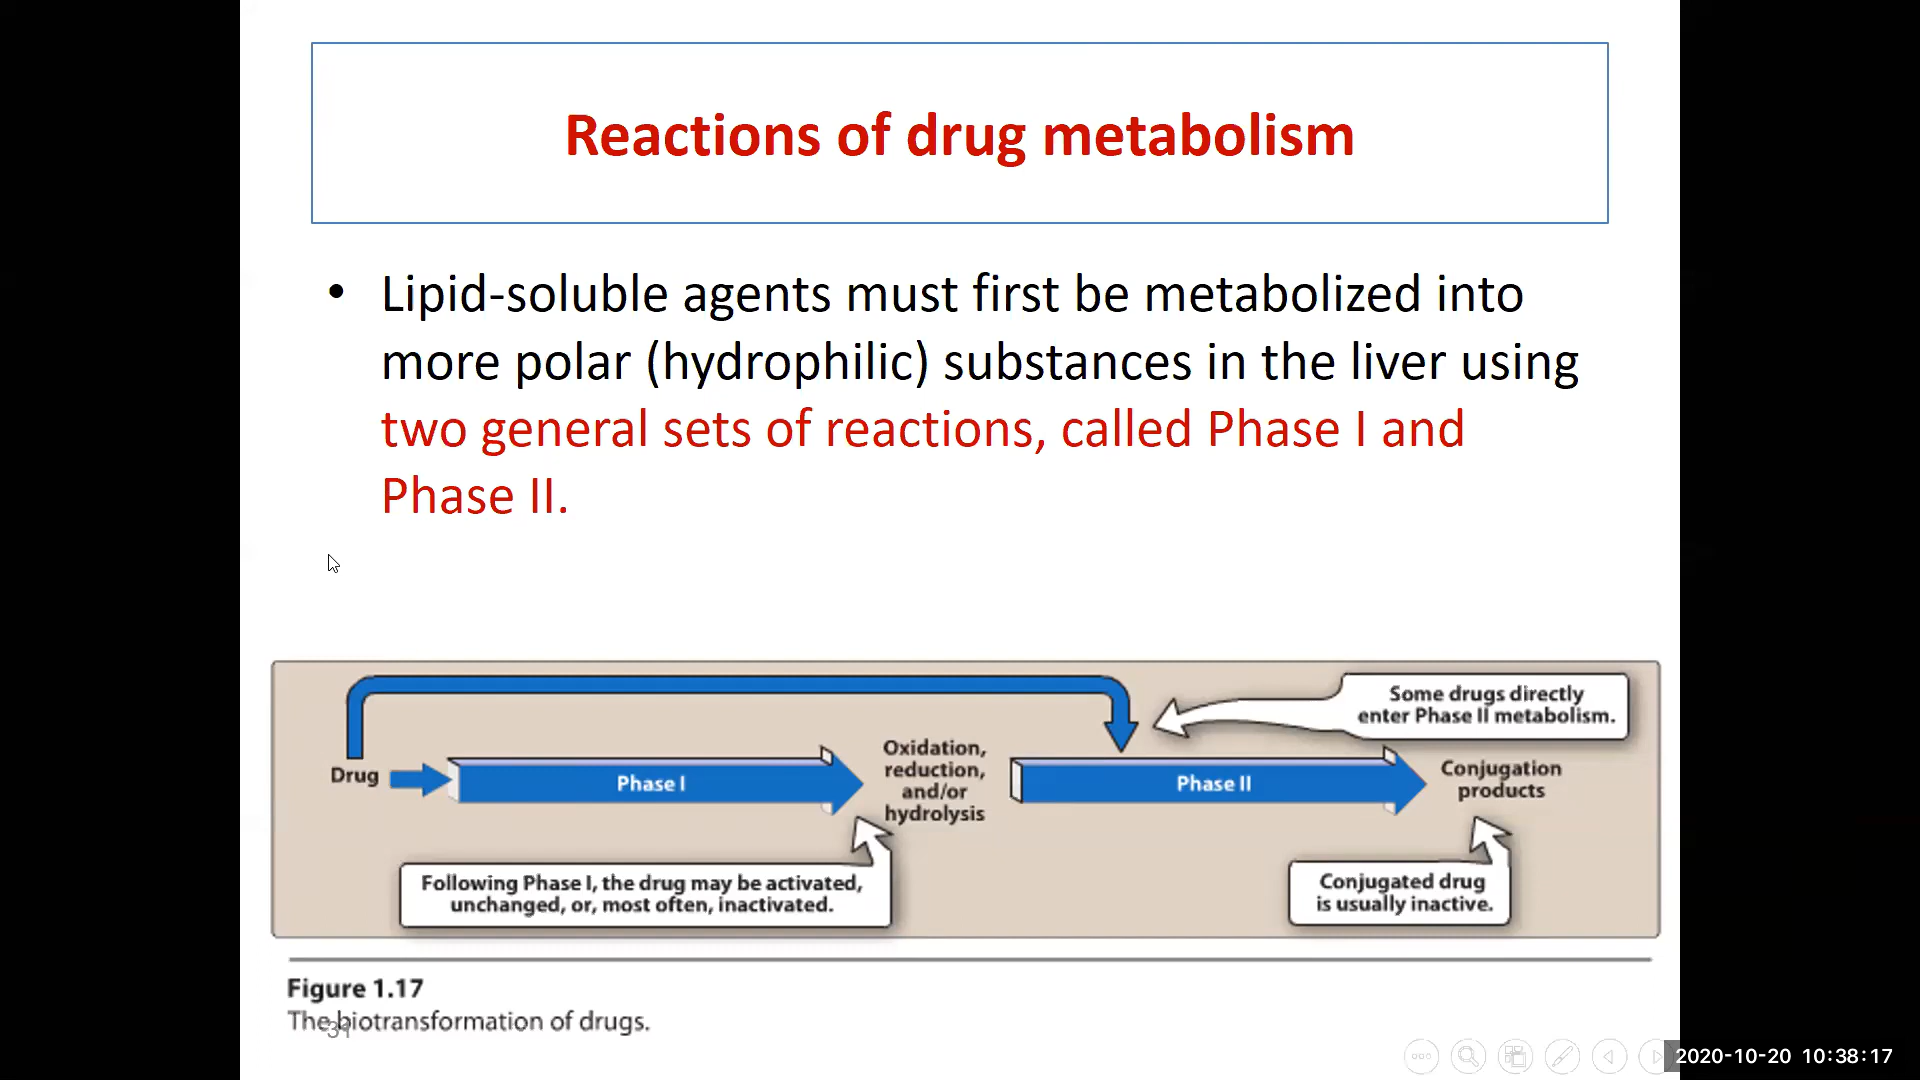 Reactions of drug metabolism
• Lipid-soluble agents must first be metabolized into
more polar (hydrophilic) substances in the liver using
two general sets of reactions, called Phase I and
Phase II.
Some drugs directly
enter Phase II metabolism.
Drug
Phase I
Oxidation,
reduction,
and/or
hydrolysis
Phase II
Conjugation
products
Following Phase I, the drug may be activated,
unchanged, or, most often, inactivated.
Conjugated drug
is usually inactive.
Figure 1.17
The biotransformation of drugs.
31
2020-10-20 10:38:17